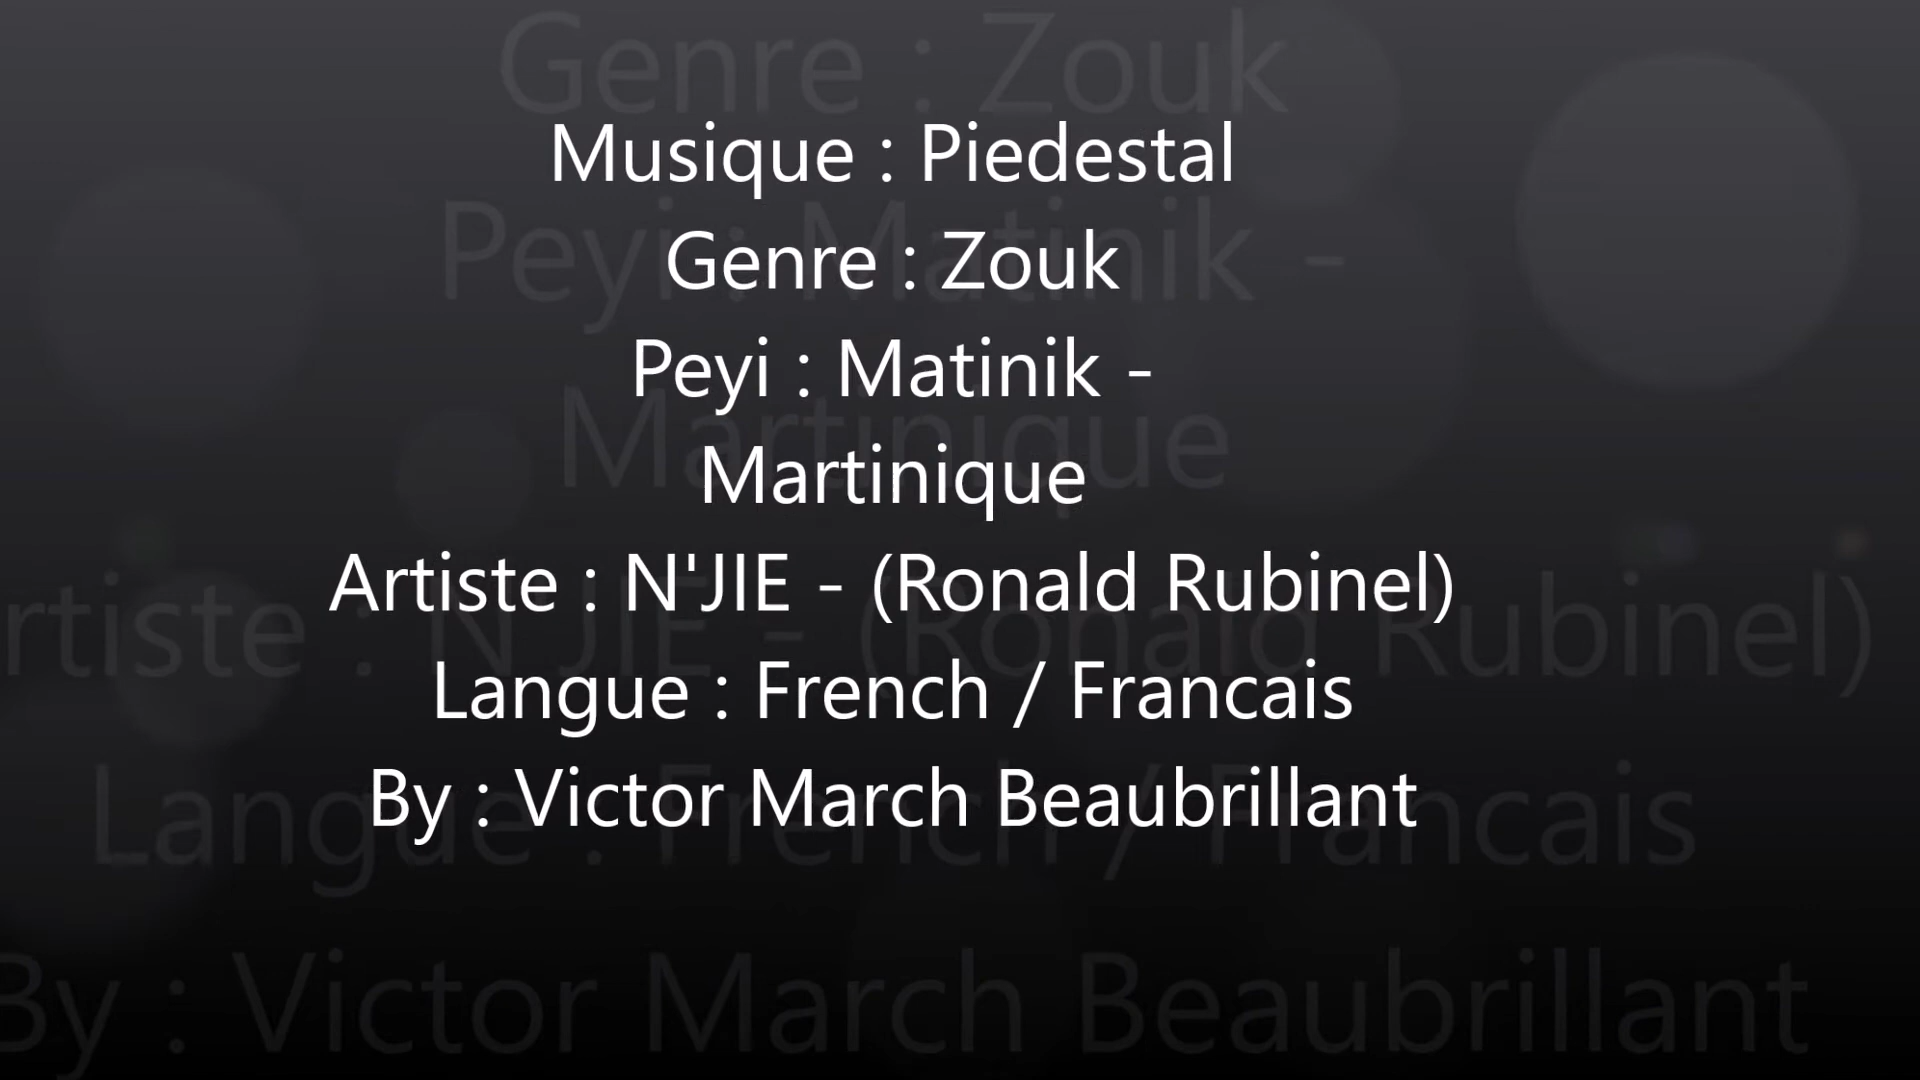 Musique : Piedestal
Genre : Zouk
Peyi : Matinik -
Martinique
Artiste : N'JIE - (Ronald Rubinel)
Langue : French / Francais
By : Victor March Beaubrillant